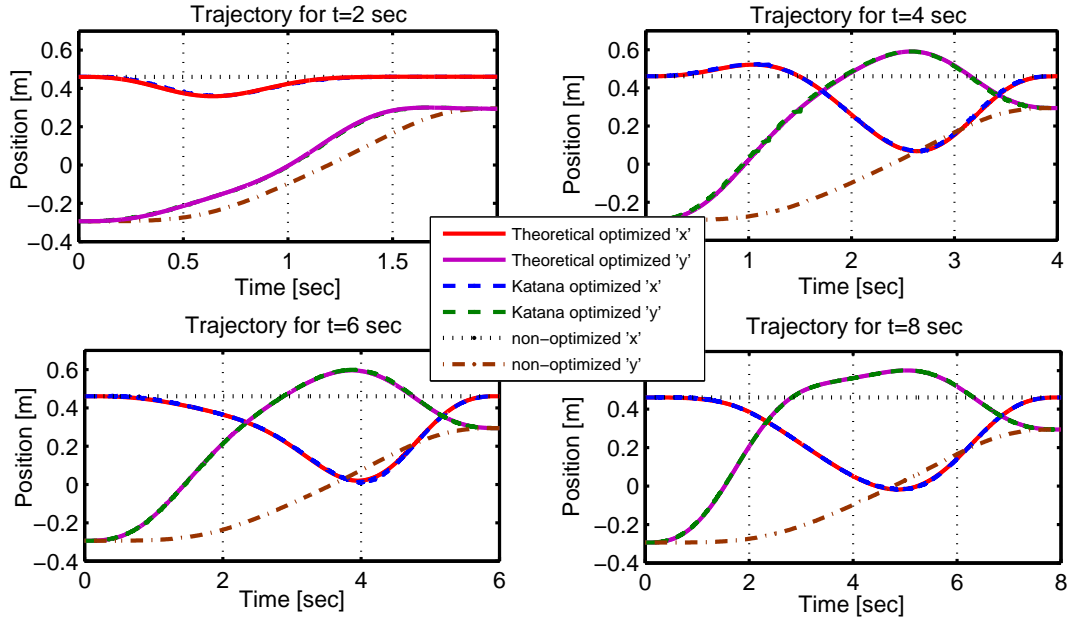 Trajectory for t=2 sec
Position [m]
0.6
0.4
0.2
0
−0.2
−0.4
0 0.5 1 1.5
Time [sec]
Trajectory for t=4 sec
Position [m]
0.6
0.4
0.2
0
0 1 2 3 4
Time [sec]
Theoretical optimized 'x'
Theoretical optimized 'y'
Katana optimized 'x'
Katana optimized 'y'
non−optimized 'x'
non−optimized 'y'
Trajectory for t=6 sec
Position [m]
0.6
0.4
0.2
0
−0.2
−0.4
0 2 4 6
Time [sec]
Trajectory for t=8 sec
Position [m]
0.6
0.4
0.2
0
−0.2
−0.4
0 2 4 6 8
Time [sec]